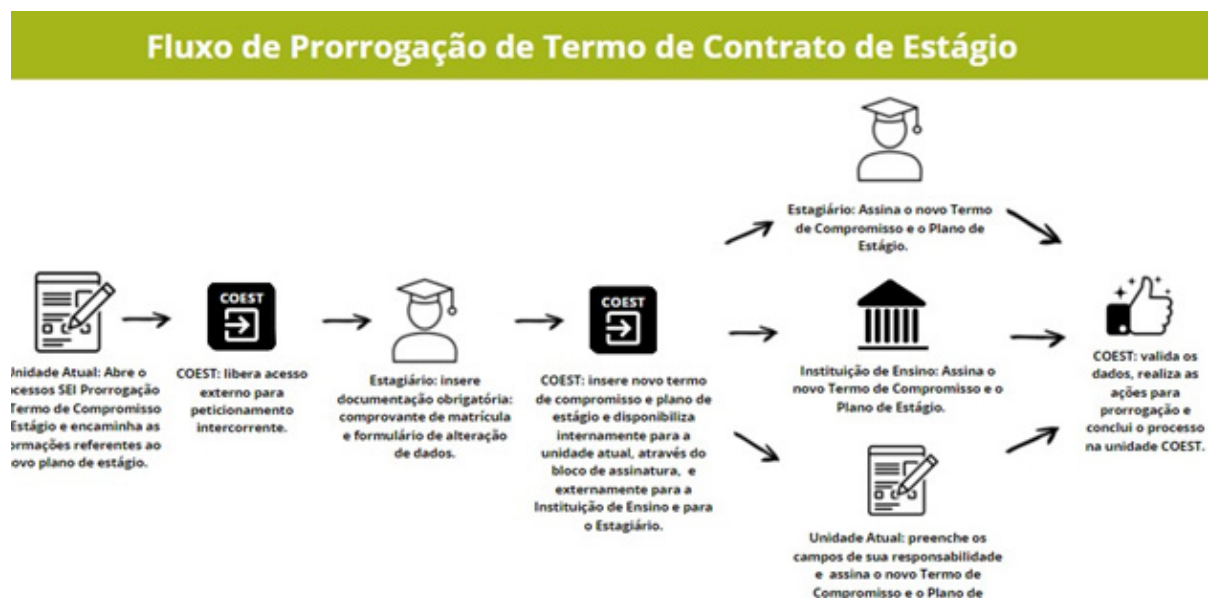 Fluxo de Prorrogação de Termo de Contrato de Estágio
Unidade Atual: Abre o
cessos SEI Prorrogação
Termo de Compromisso
Estágio e encaminha as
ormações referentes ao
ovo plano de estágio.
COEST
COEST: libera acesso
externo para
peticionamento
intercorrente.
Estagiário: insere
documentação obrigatória:
comprovante de matrícula
e formulário de alteração
de dados.
COEST
COEST: insere novo termo
de compromisso e plano de
estágio e disponibiliza
internamente para a
unidade atual, através do
bloco de assinatura, e
externamente para a
Instituição de Ensino e para
o Estagiário.
Estagiário: Assina o novo Termo
de Compromisso e o Plano de
Estágio.
Instituição de Ensino: Assina o
novo Termo de Compromisso e o
Plano de Estágio.
Unidade Atual: preenche os
campos de sua responsabilidade
e assina o novo Termo de
Compromisso e o Plano de
COEST: valida os
dados, realiza as
ações para
prorrogação e
conclui o processo
na unidade COEST.